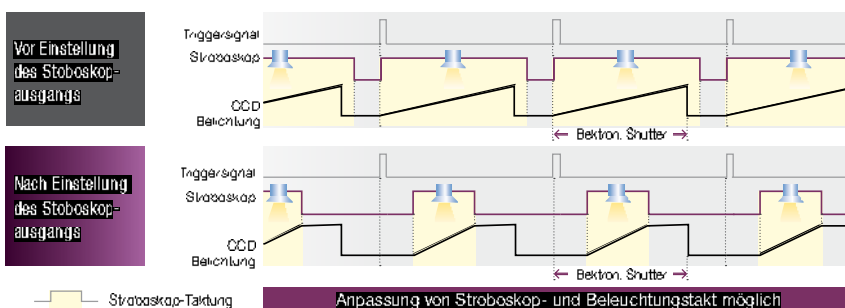 Vor Einstellung
des Stoboskop-
ausgangs
Triggersignal
Stroboskop
CCD
Belichtung
Elektron. Shutter
Nach Einstellung
des Stoboskop-
ausgangs
Triggersignal
Stroboskop
CCD
Belichtung
Elektron. Shutter
Stroboskop-Taktung
Anpassung von Stroboskop- und Beleuchtungstakt möglich